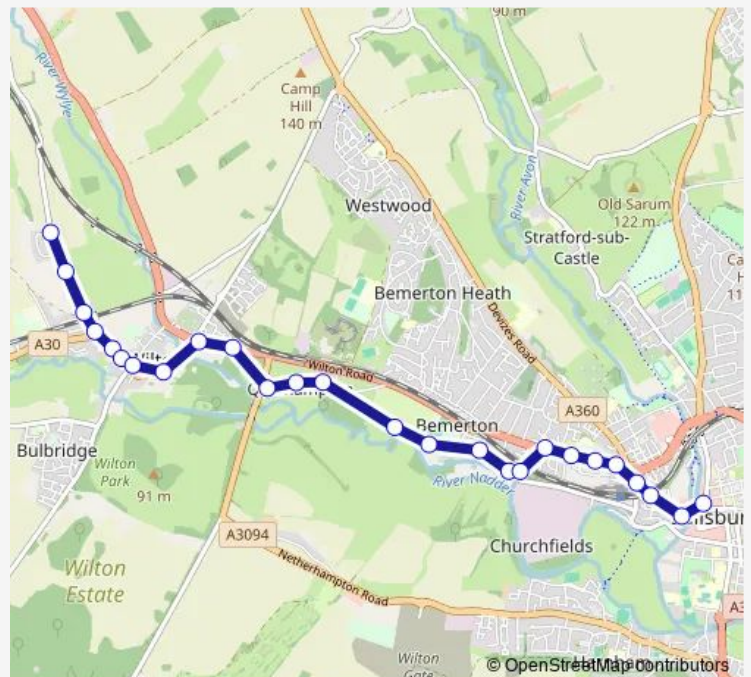 90 m
River Wylye
Camp
Hill
140 m
Westwood
River Avon
Old Sarum
122 m
Stratford-sub-
Castle
Bemerton Heath
Devizes Road
A30
Wilton Road
A360
Bemerton
Bulbridge
Wilton
Park
91 m
River Nadder
A3094
Churchfields
Netherhampton Road
Wilton
Estate
Wilton
Gate
© OpenStreetMap contributors